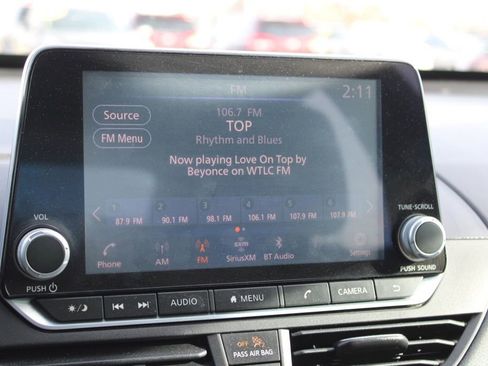 FM
2:11
Source
106.7 FM
TOP
FM Menu
Rhythm and Blues
Now playing Love On Top by
Beyonce on WTLC FM
1 2 3 4 5 6
87.9 FM 90.1 FM 98.1 FM 106.1 FM 107.9 FM 107.9 FM
VOL
TUNE·SCROLL
Phone AM FM SiriusXM BT Audio Settings
sxm
PUSH
PUSH SOUND
AUDIO MENU CAMERA
OFF 2
PASS AIR BAG